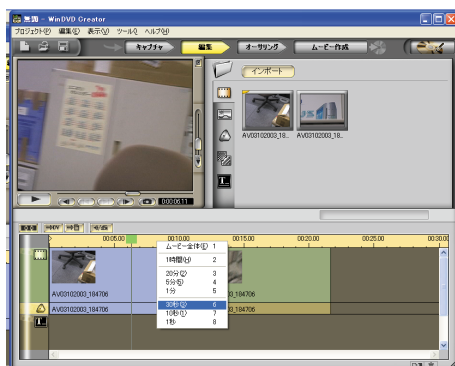 無題 - WinDVD Creator
プロジェクト(P) 編集(E) 表示(V) ツール(T) ヘルプ(H)
キャプチャ 編集 オーサリング ムービー作成
インポート
AV03102003_18... AV03102003_18...
0:00:06.11
00:05.00 00:10.00 00:15.00 00:20.00 00:25.00 00:30.00
ムービー全体(E) 1
1時間(H) 2
20分(2) 3
5分(5) 4
1分 5
30秒(3) 6
10秒(1) 7
1秒 8
AV03102003_184706 03_184706
AV03102003_184706 03_184706